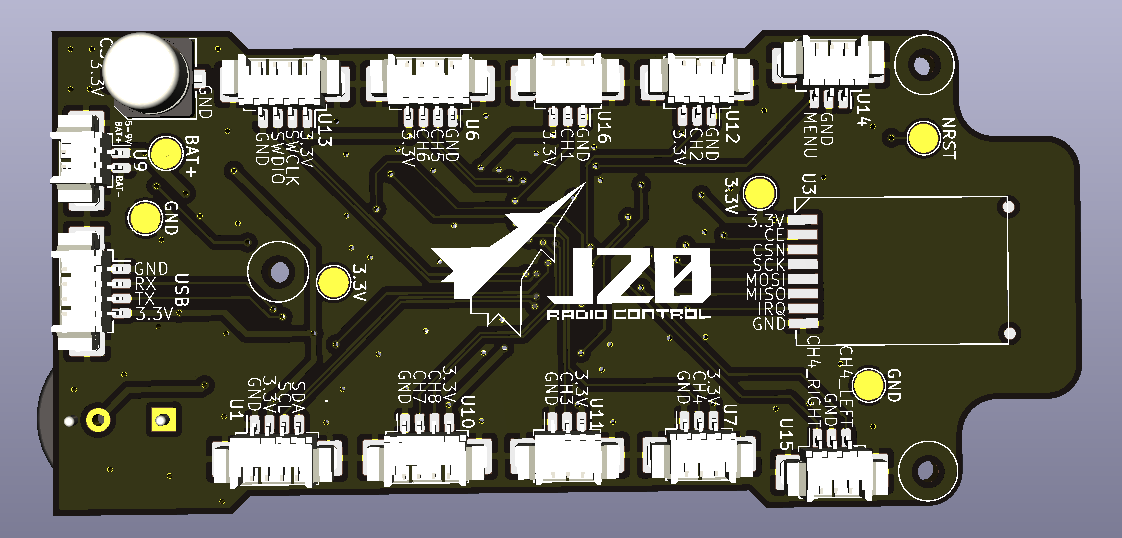 3.3V
GND
GND
SWDIO
SWCLK
3.3V
U13
3.3V
CH6
CH5
GND
U6
3.3V
CH1
GND
U16
3.3V
CH2
GND
U12
MENU
GND
U14
NRST
5-9V
BAT+
BAT-
U9
BAT+
GND
3.3V
U3
3.3V
CE
CSN
SCK
MOSI
MISO
IRQ
GND
GND
RX
TX
3.3V
USB
3.3V
JZO
RADIO CONTROL
U1
GND
3.3V
SCL
SDA
GND
CH7
CH8
3.3V
U10
GND
CH3
3.3V
U11
GND
CH4
3.3V
U7
U15
CH4_RIGHT
GND
CH4_LEFT
GND